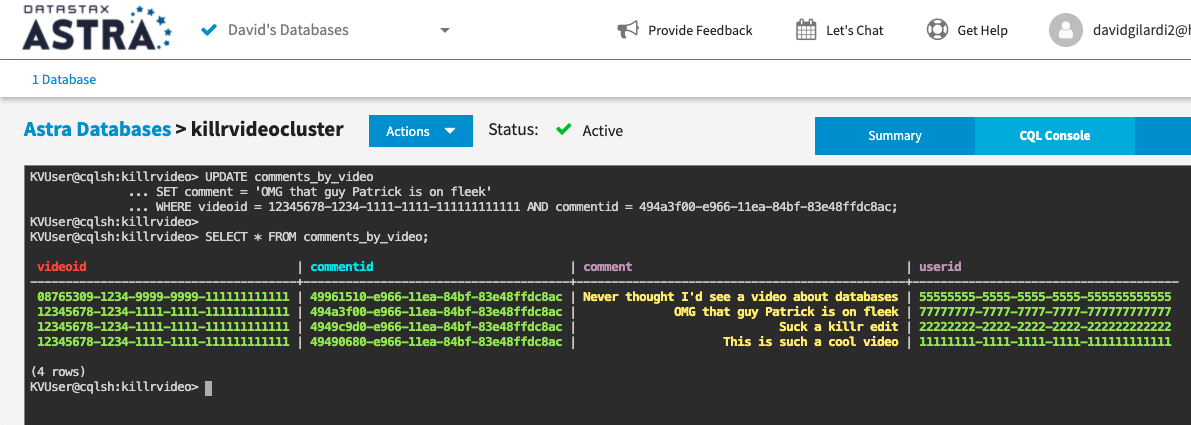 DATASTAX
ASTRA
David's Databases
Provide Feedback
Let's Chat
Get Help
davidgilardi2@h
1 Database
Astra Databases > killrvideocluster
Actions
Status:
Active
Summary
CQL Console
KVUser@cqlsh:killrvideo> UPDATE comments_by_video
... SET comment = 'OMG that guy Patrick is on fleek'
... WHERE videoid = 12345678-1234-1111-1111-111111111111 AND commentid = 494a3f00-e966-11ea-84bf-83e48ffdc8ac;
KVUser@cqlsh:killrvideo>
KVUser@cqlsh:killrvideo> SELECT * FROM comments_by_video;
videoid | commentid | comment | userid
08765309-1234-9999-9999-111111111111 | 49961510-e966-11ea-84bf-83e48ffdc8ac | Never thought I'd see a video about databases | 55555555-5555-5555-5555-555555555555
12345678-1234-1111-1111-111111111111 | 494a3f00-e966-11ea-84bf-83e48ffdc8ac | OMG that guy Patrick is on fleek | 77777777-7777-7777-7777-777777777777
12345678-1234-1111-1111-111111111111 | 4949c9d0-e966-11ea-84bf-83e48ffdc8ac | Suck a killr edit | 22222222-2222-2222-2222-222222222222
12345678-1234-1111-1111-111111111111 | 49490680-e966-11ea-84bf-83e48ffdc8ac | This is such a cool video | 11111111-1111-1111-1111-111111111111
(4 rows)
KVUser@cqlsh:killrvideo>